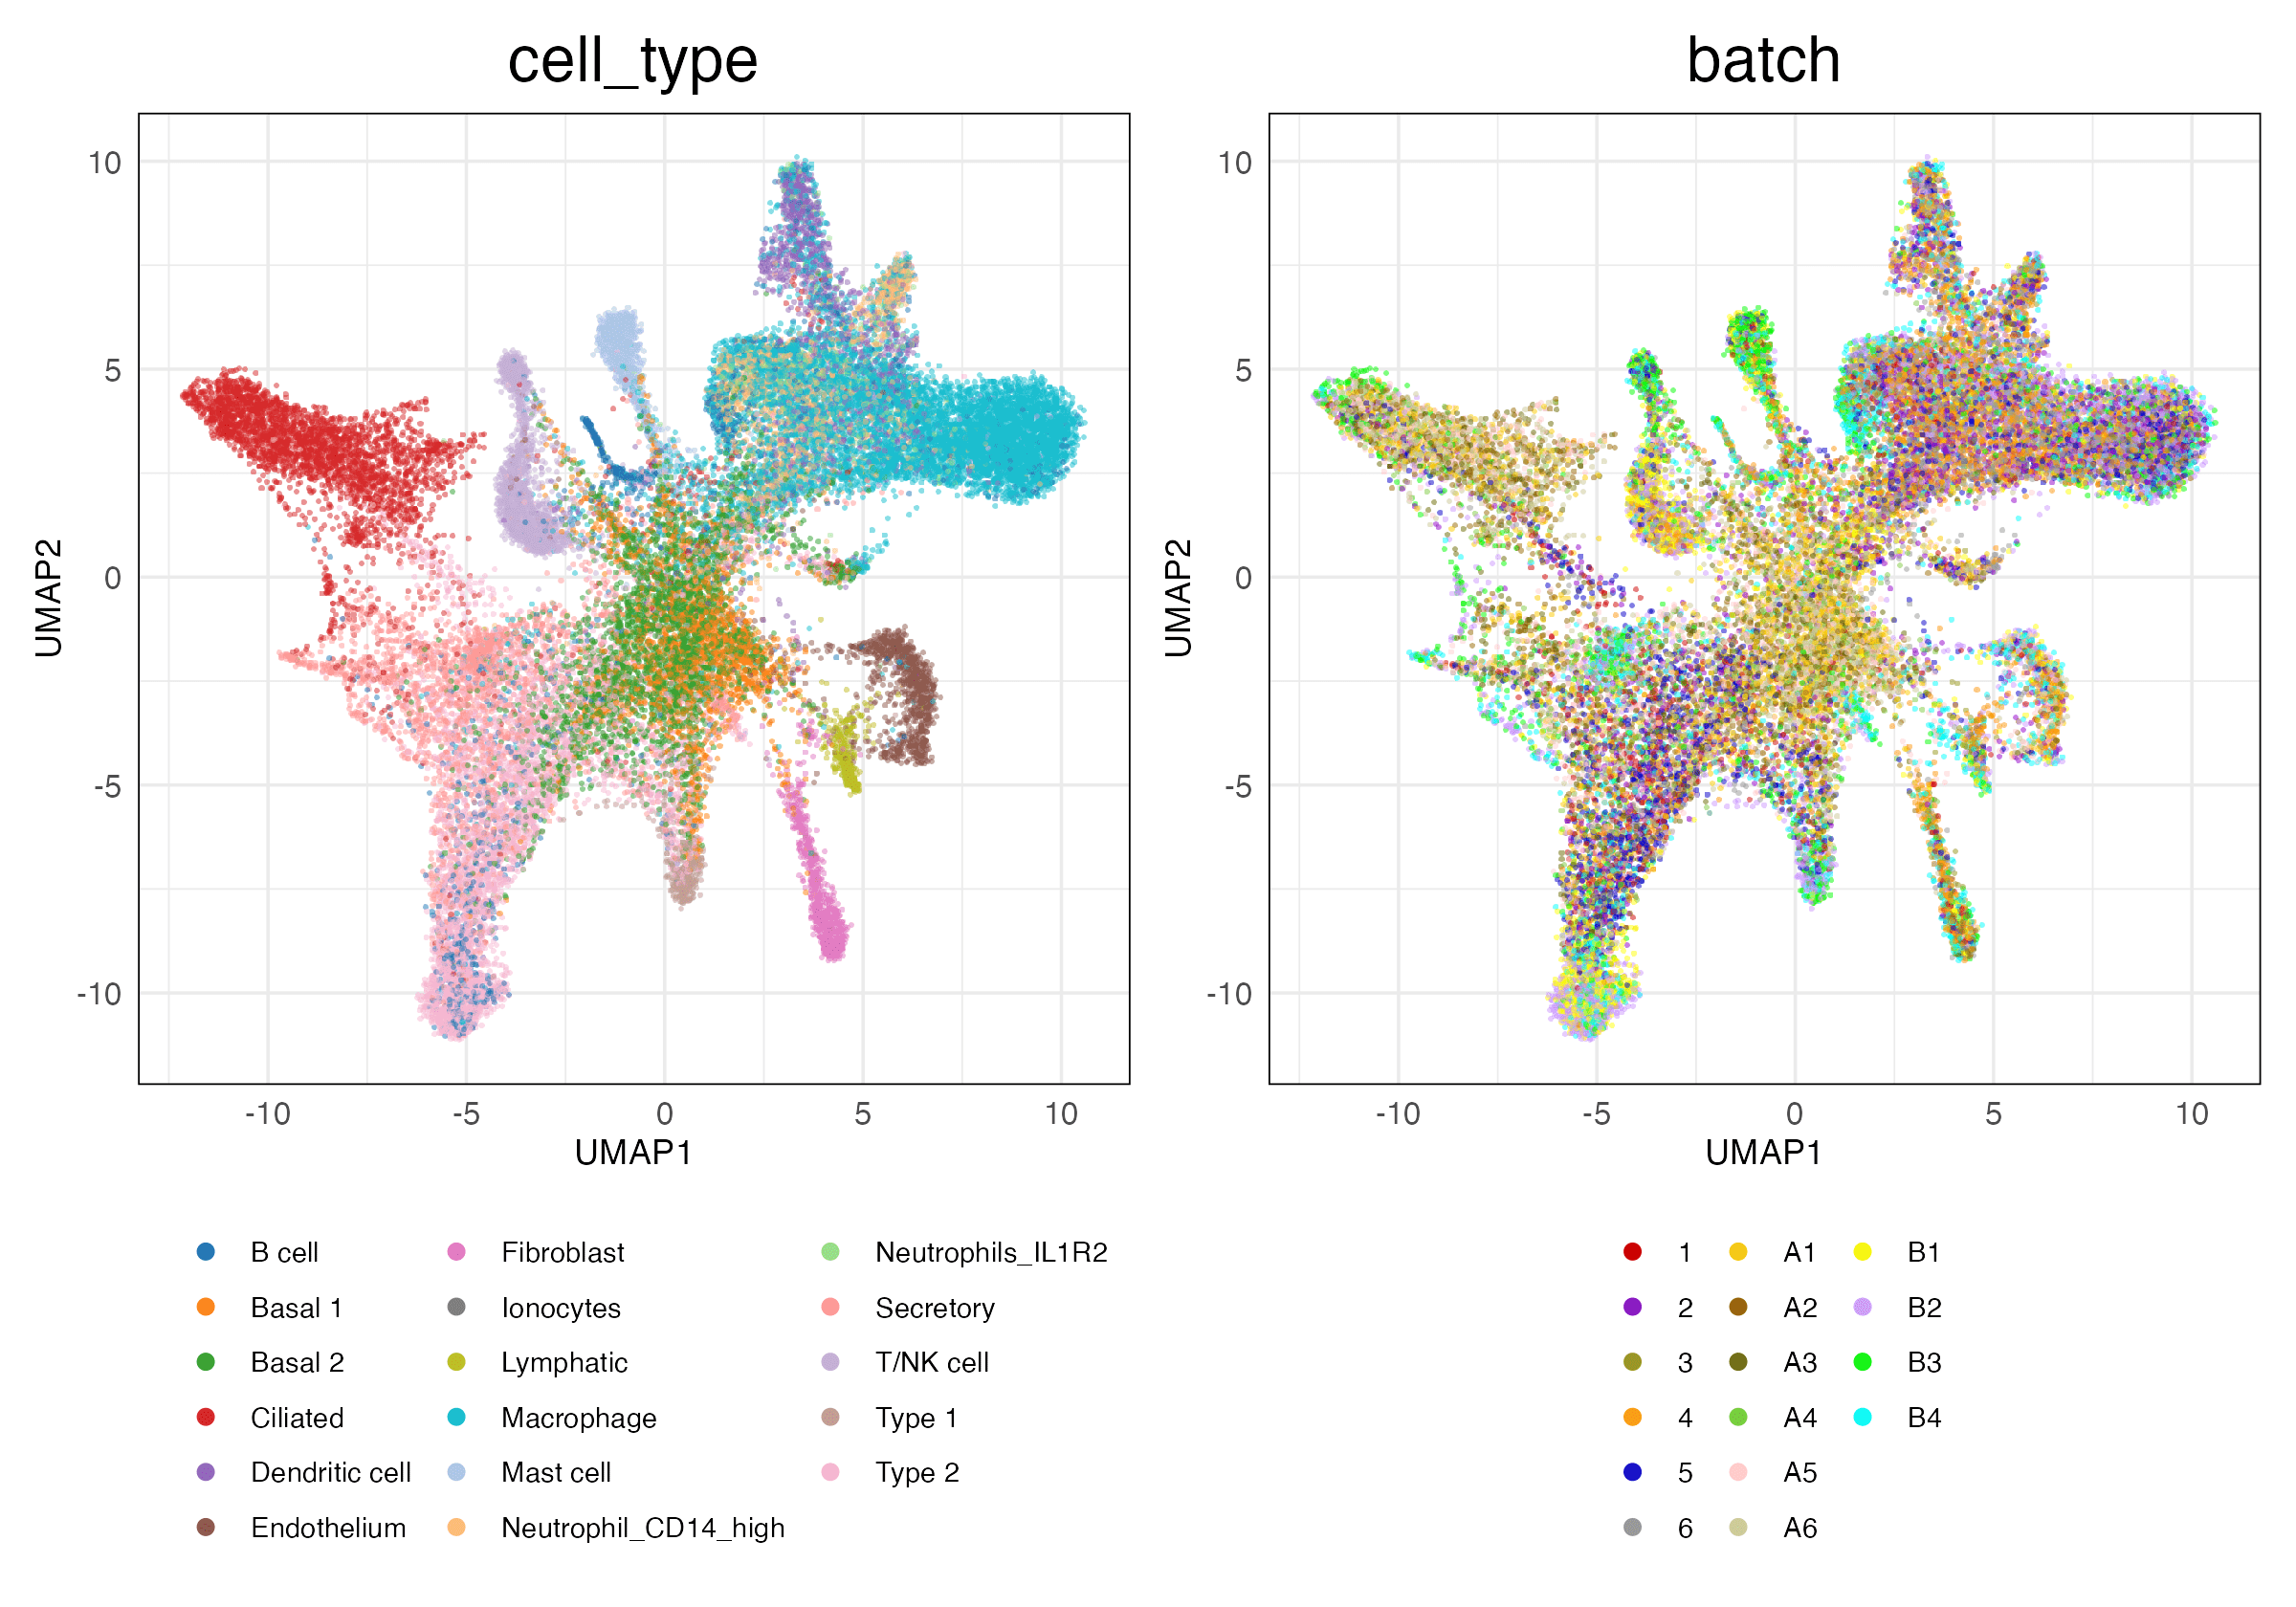 cell_type
10
5
0
-5
-10
UMAP2
-10 -5 0 5 10
UMAP1
batch
10
5
0
-5
-10
UMAP2
-10 -5 0 5 10
UMAP1
B cell Fibroblast Neutrophils_IL1R2
Basal 1 Ionocytes Secretory
Basal 2 Lymphatic T/NK cell
Ciliated Macrophage Type 1
Dendritic cell Mast cell Type 2
Endothelium Neutrophil_CD14_high
1 A1 B1
2 A2 B2
3 A3 B3
4 A4 B4
5 A5
6 A6